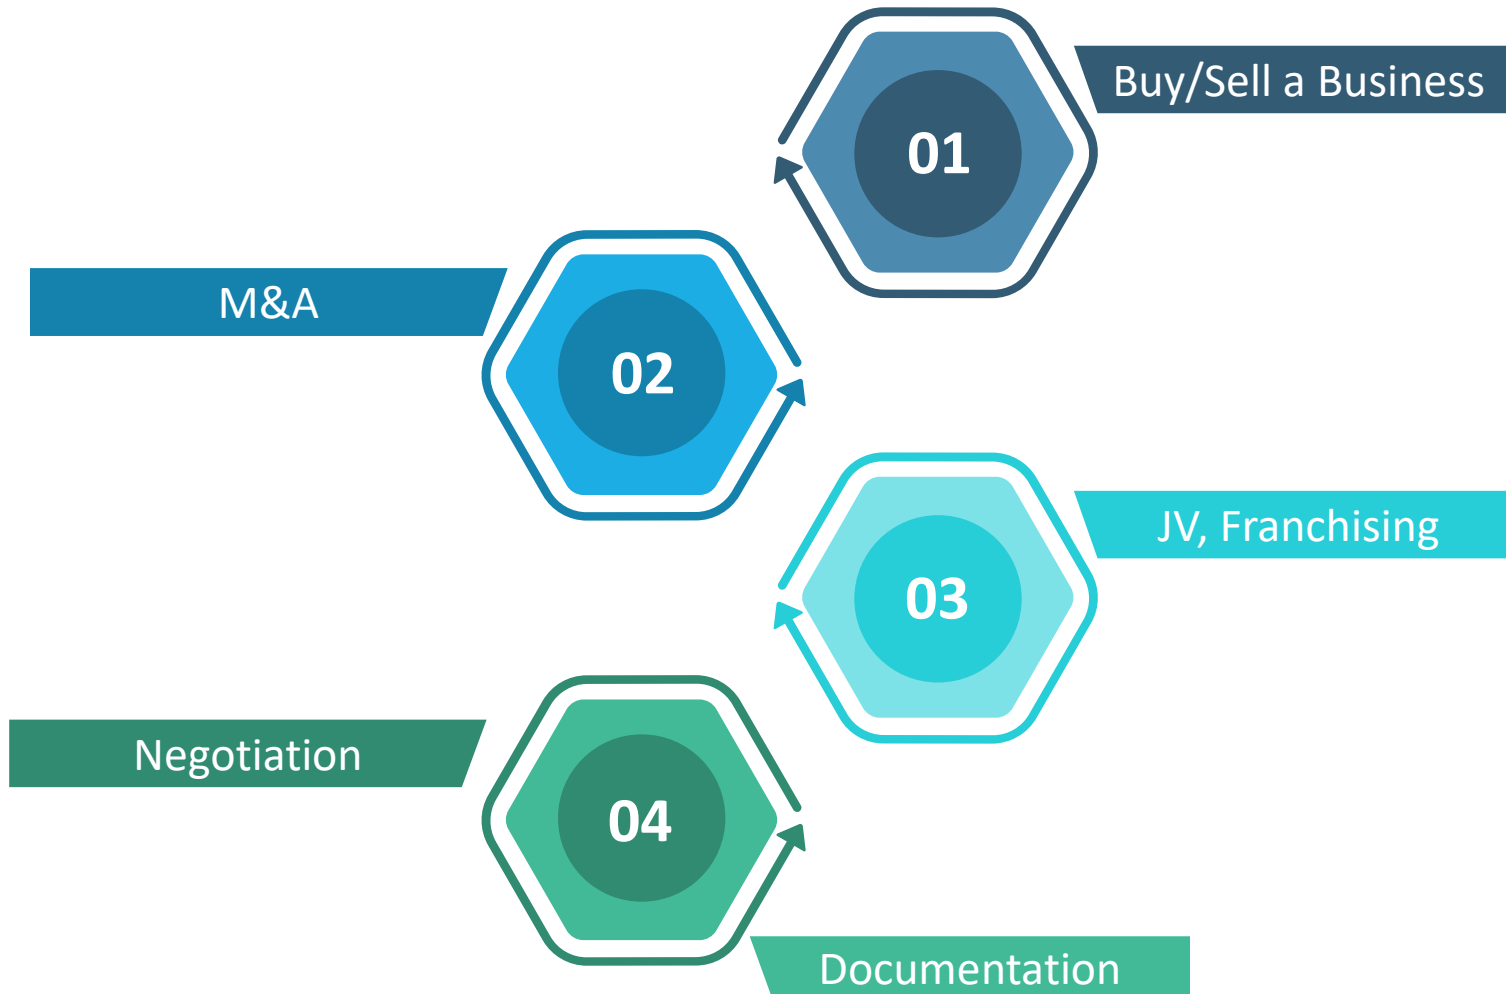 Buy/Sell a Business
01
M&A
02
JV, Franchising
03
Negotiation
04
Documentation